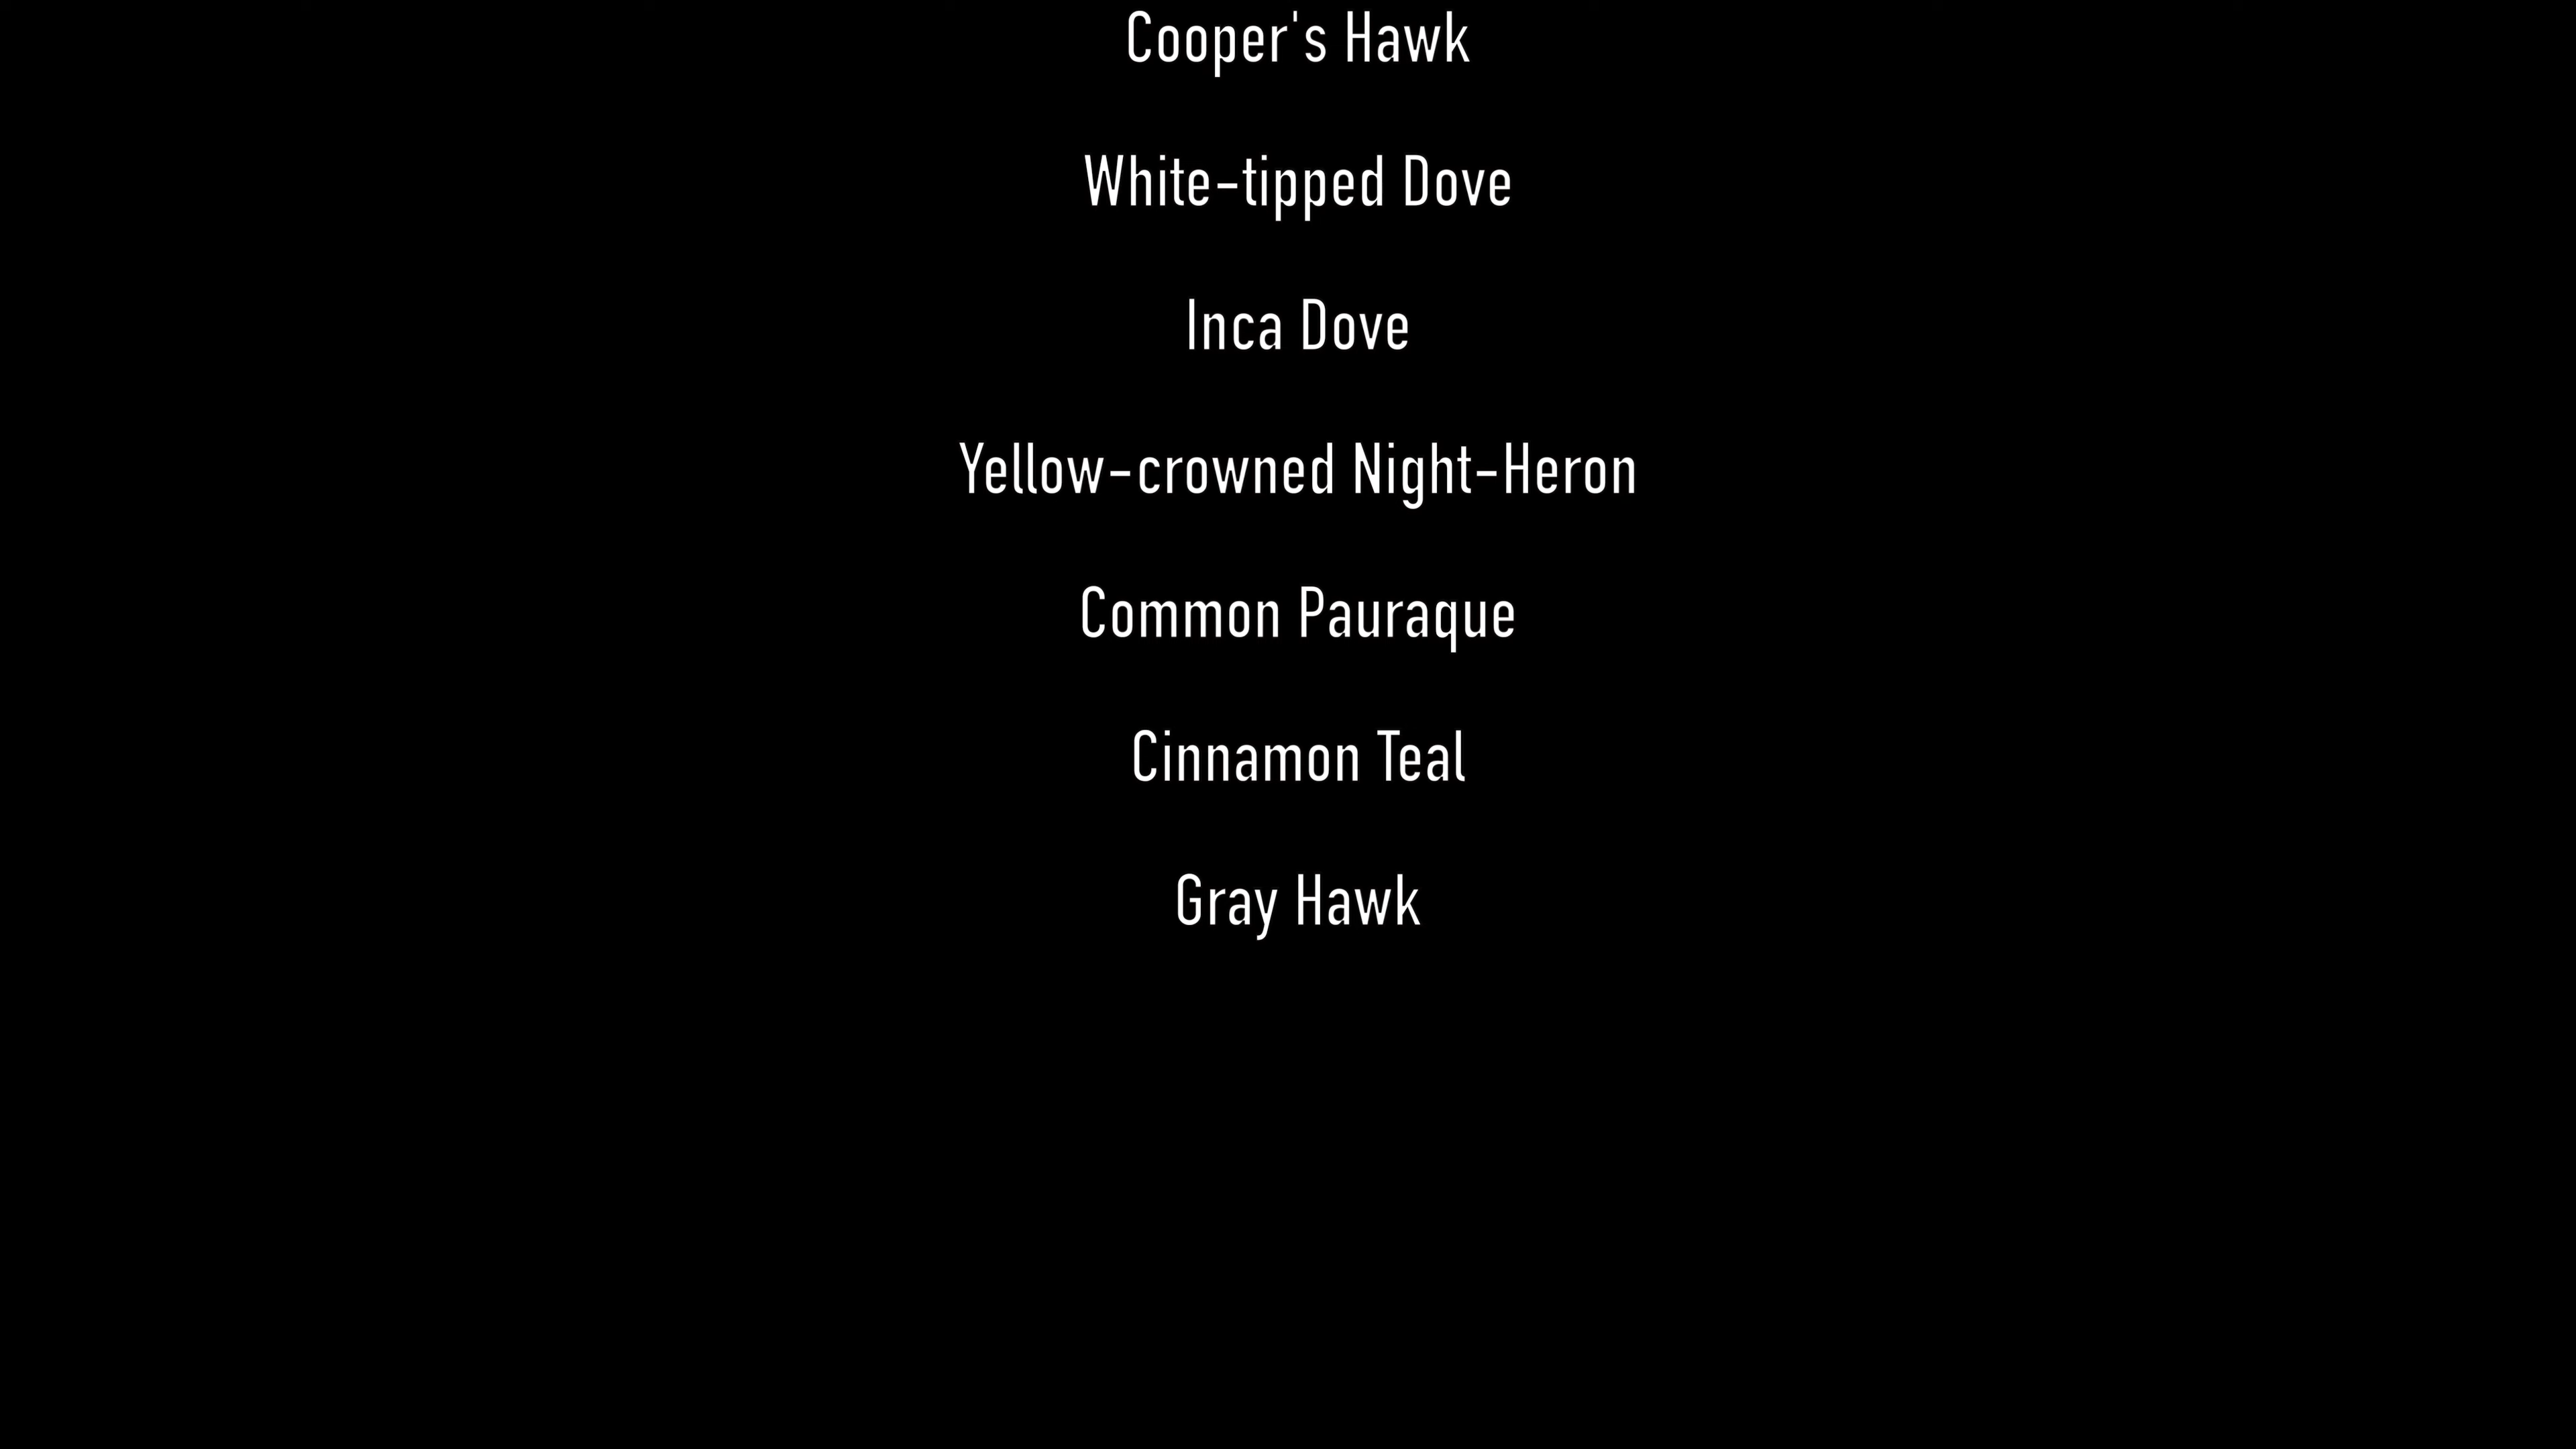 Cooper's Hawk
White-tipped Dove
Inca Dove
Yellow-crowned Night-Heron
Common Pauraque
Cinnamon Teal
Gray Hawk